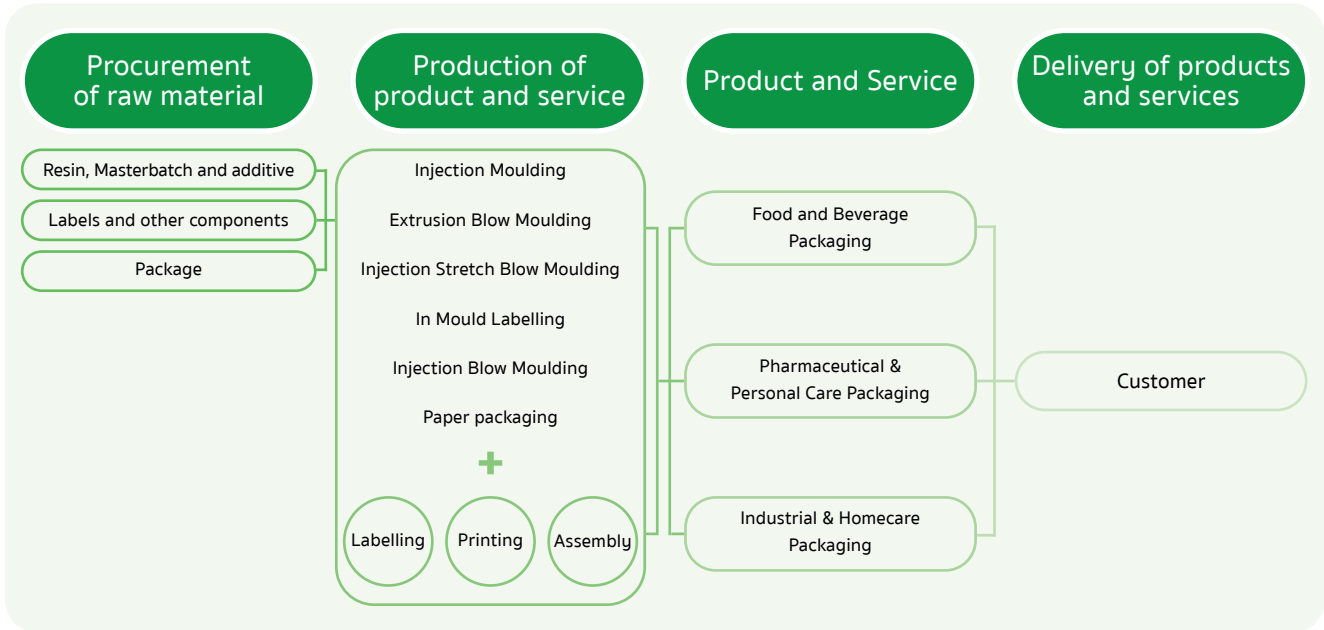 Procurement
of raw material
Production of
product and service
Product and Service
Delivery of products
and services
Resin, Masterbatch and additive
Labels and other components
Package
Injection Moulding
Extrusion Blow Moulding
Injection Stretch Blow Moulding
In Mould Labelling
Injection Blow Moulding
Paper packaging
+
Labelling
Printing
Assembly
Food and Beverage
Packaging
Pharmaceutical &
Personal Care Packaging
Industrial & Homecare
Packaging
Customer